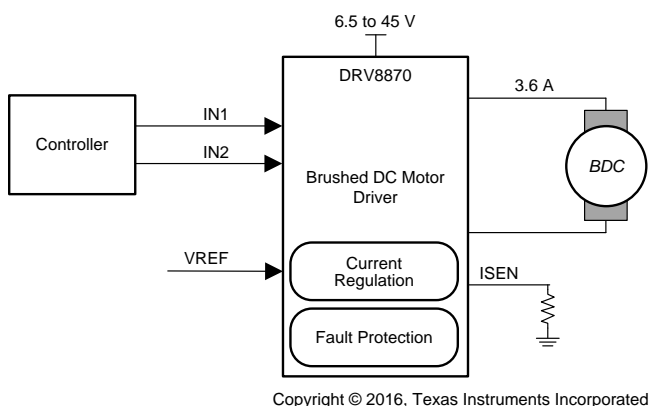 6.5 to 45 V
DRV8870
3.6 A
Controller
IN1
IN2
Brushed DC Motor
Driver
BDC
VREF
Current
Regulation
ISEN
Fault Protection
Copyright © 2016, Texas Instruments Incorporated